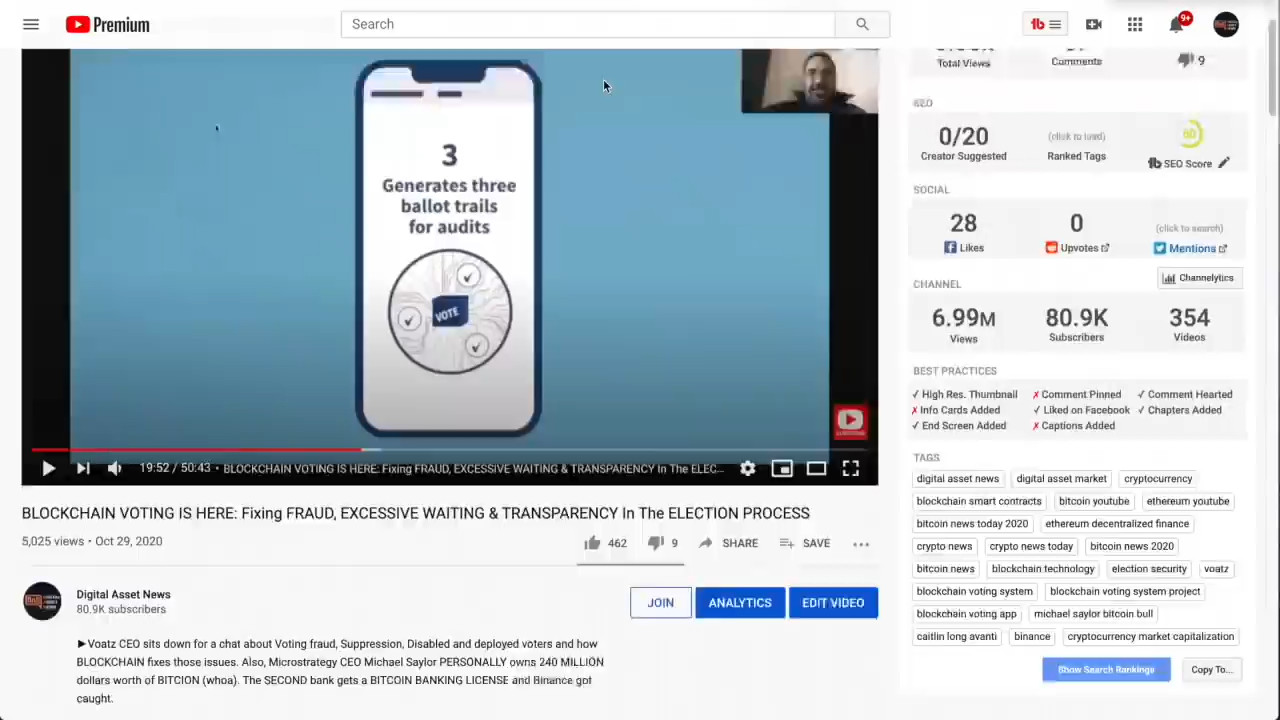 Premium
Search
9+
Total Views
Comments
9
3
Generates three
ballot trails
for audits
VOTE
19:52 / 50:43 • BLOCKCHAIN VOTING IS HERE: Fixing FRAUD, EXCESSIVE WAITING & TRANSPARENCY In The ELEC...
BLOCKCHAIN VOTING IS HERE: Fixing FRAUD, EXCESSIVE WAITING & TRANSPARENCY In The ELECTION PROCESS
5,025 views • Oct 29, 2020
462
9
SHARE
SAVE
Digital Asset News
80.9K subscribers
JOIN
ANALYTICS
EDIT VIDEO
►Voatz CEO sits down for a chat about Voting fraud, Suppression, Disabled and deployed voters and how
BLOCKCHAIN fixes those issues. Also, Microstrategy CEO Michael Saylor PERSONALLY owns 240 MILLION
dollars worth of BITCION (whoa). The SECOND bank gets a BITCOIN BANKING LICENSE and Binance got
caught.
SEO
0/20
Creator Suggested
(click to load)
Ranked Tags
60
tb SEO Score
SOCIAL
28
Likes
0
Upvotes
(click to search)
Mentions
CHANNEL
Channelytics
6.99M
Views
80.9K
Subscribers
354
Videos
BEST PRACTICES
✓ High Res. Thumbnail ✗ Comment Pinned ✓ Comment Hearted
✗ Info Cards Added ✓ Liked on Facebook ✓ Chapters Added
✓ End Screen Added ✗ Captions Added
TAGS
digital asset news digital asset market cryptocurrency
blockchain smart contracts bitcoin youtube ethereum youtube
bitcoin news today 2020 ethereum decentralized finance
crypto news crypto news today bitcoin news 2020
bitcoin news blockchain technology election security voatz
blockchain voting system blockchain voting system project
blockchain voting app michael saylor bitcoin bull
caitlin long avanti binance cryptocurrency market capitalization
Show Search Rankings
Copy To...